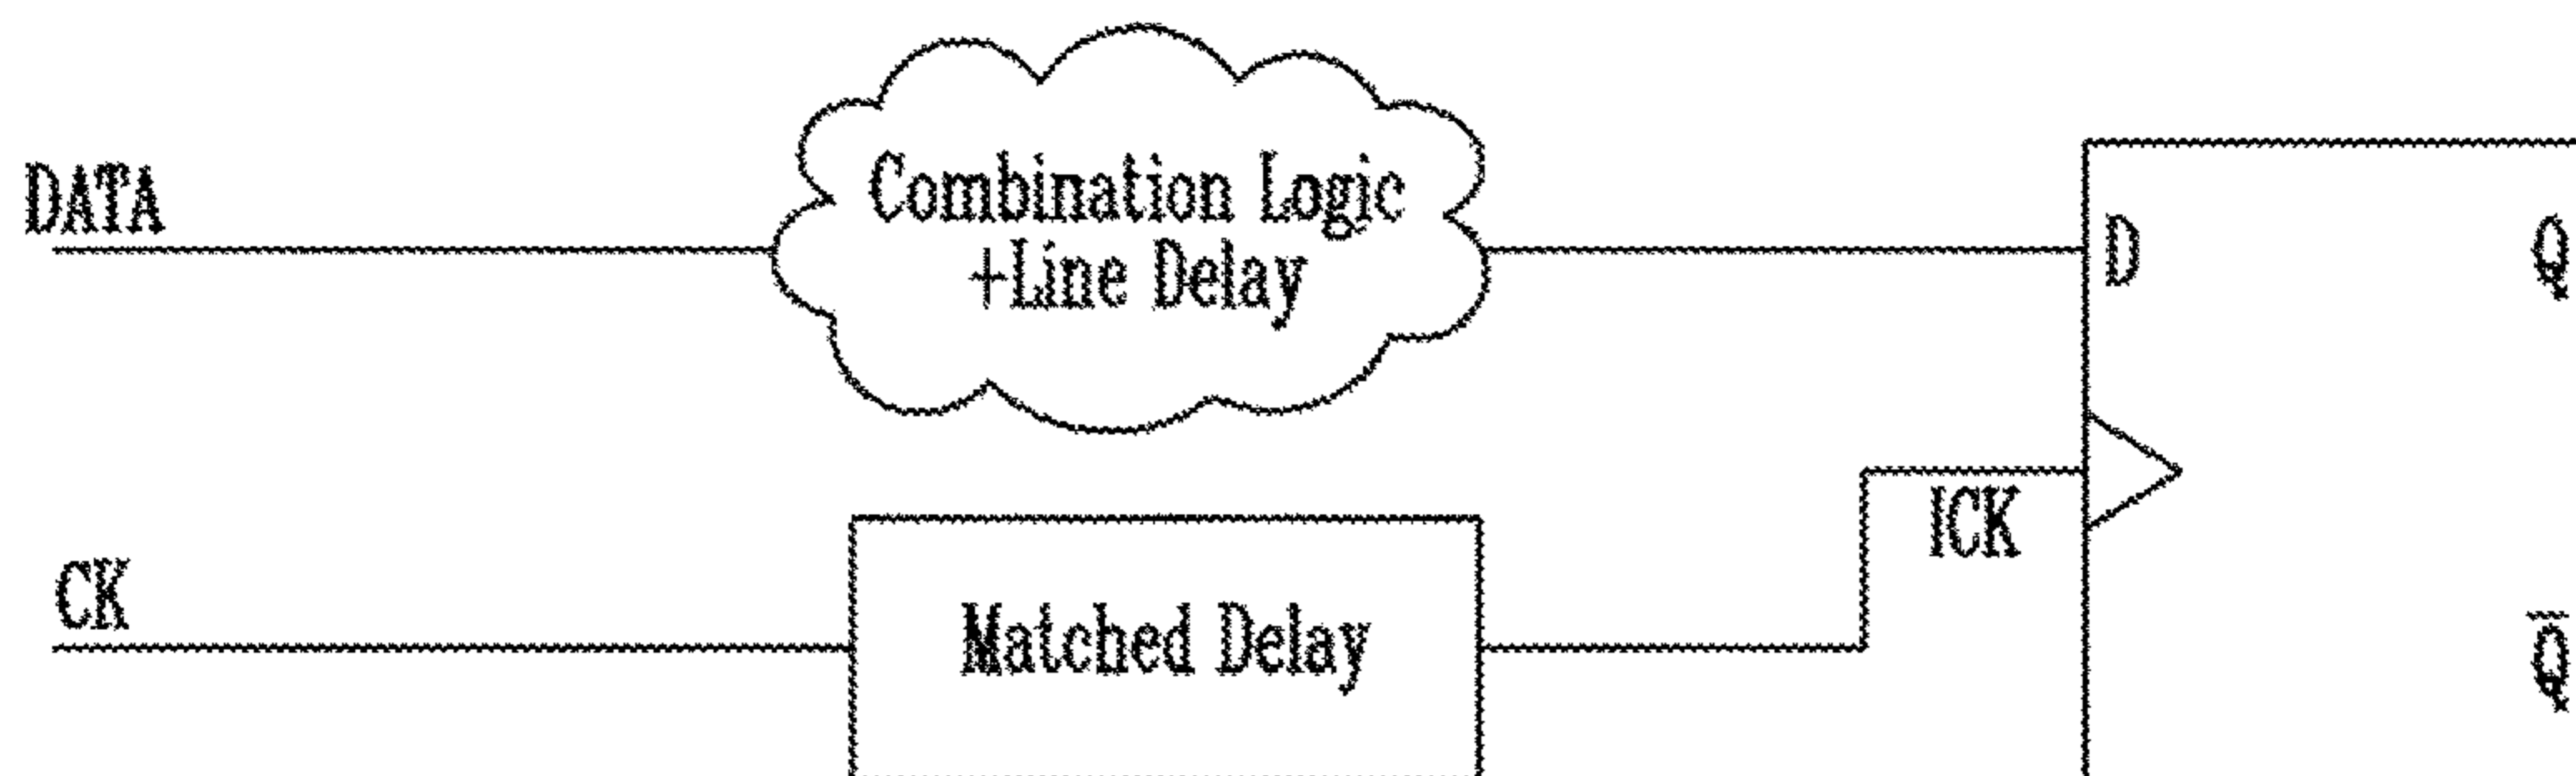 DATA
Combination Logic
+Line Delay
D
Q
ICK
CK
Matched Delay
Q̅